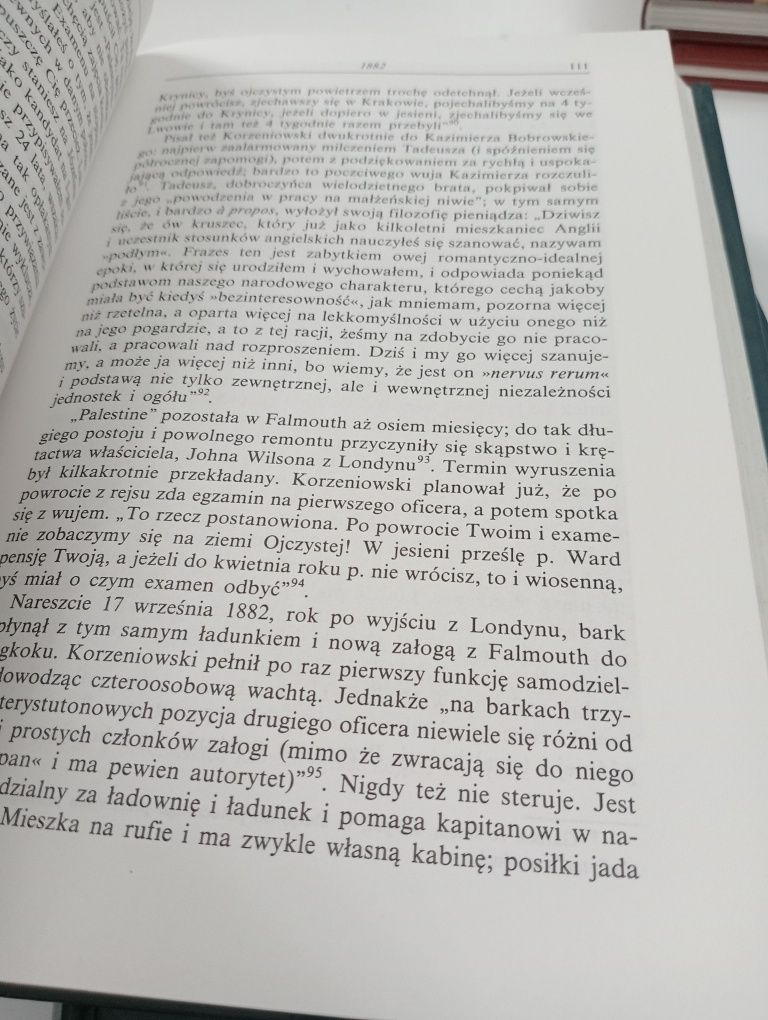 1882 111
Krynicy, byś ojczystym powietrzem trochę odetchnął. Jeżeli wcześ-
niej powrócisz, zjechawszy się w Krakowie, pojechalibyśmy na 4 ty-
godnie do Krynicy, jeżeli dopiero w jesieni, zjechalibyśmy się we
Lwowie i tam też 4 tygodnie razem przebyli”
Pisał też Korzeniowski dwukrotnie do Kazimierza Bobrowskie-
go: najpierw zaalarmowany milczeniem Tadeusza (i spóźnieniem się
półrocznej zapomogi), potem z podziękowaniem za rychłą i uspoka-
jającą odpowiedź; bardzo to poczciwego wuja Kazimierza rozczuli-
ło. Tadeusz, dobroczyńca wielodzietnego brata, pokpiwał sobie
z jego „powodzenia w pracy na małżeńskiej niwie”; w tym samym
liście, i bardzo à propos, wyłożył swoją filozofię pieniądza: „Dziwisz
się, że ów kruszec, który już jako kilkoletni mieszkaniec Anglii
i uczestnik stosunków angielskich nauczyłeś się szanować, nazywam
»podłym«. Frazes ten jest zabytkiem owej romantyczno-idealnej
epoki, w której się urodziłem i wychowałem, i odpowiada poniekąd
podstawom naszego narodowego charakteru, którego cechą jakoby
miała być kiedyś »bezinteresowność«, jak mniemam, pozorna więcej
niż rzetelna, a oparta więcej na lekkomyślności w użyciu onego niż
na jego pogardzie, a to z tej racji, żeśmy na zdobycie go nie praco-
wali, a pracowali nad rozproszeniem. Dziś i my go więcej szanuje-
my, a może ja więcej niż inni, bo wiemy, że jest on »nervus rerum«
i podstawą nie tylko zewnętrznej, ale i wewnętrznej niezależności
jednostek i ogółu”92.
„Palestine” pozostała w Falmouth aż osiem miesięcy; do tak dłu-
giego postoju i powolnego remontu przyczyniły się skąpstwo i krę-
tactwa właściciela, Johna Wilsona z Londynu93. Termin wyruszenia
był kilkakrotnie przekładany. Korzeniowski planował już, że po
powrocie z rejsu zda egzamin na pierwszego oficera, a potem spotka
się z wujem. „To rzecz postanowiona. Po powrocie Twoim i exame-
nie zobaczymy się na ziemi Ojczystej! W jesieni prześlę p. Ward
pensję Twoją, a jeżeli do kwietnia roku p. nie wrócisz, to i wiosenną,
yś miał o czym examen odbyć”94.
Nareszcie 17 września 1882, rok po wyjściu z Londynu, bark
płynął z tym samym ładunkiem i nową załogą z Falmouth do
gkoku. Korzeniowski pełnił po raz pierwszy funkcję samodziel-
dowodząc czteroosobową wachtą. Jednakże „na barkach trzy-
terystutonowych pozycja drugiego oficera niewiele się różni od
i prostych członków załogi (mimo że zwracają się do niego
pan« i ma pewien autorytet)”95. Nigdy też nie steruje. Jest
dzialny za ładownię i ładunek i pomaga kapitanowi w na-
Mieszka na rufie i ma zwykle własną kabinę; posiłki jada